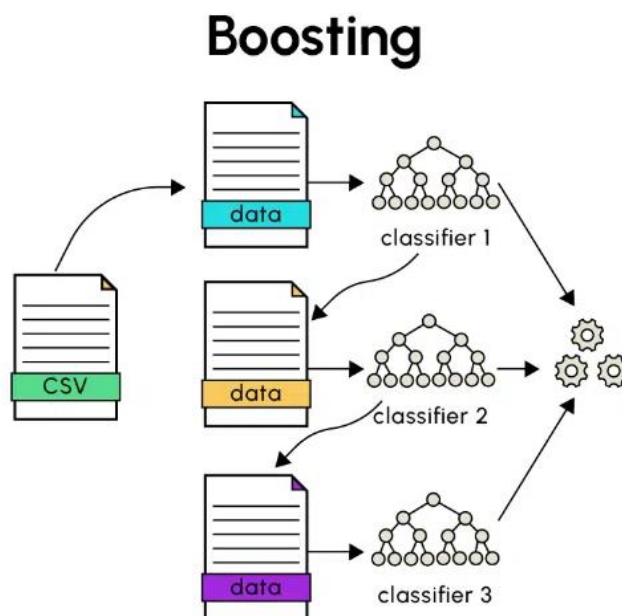 Boosting
data
classifier 1
CSV
data
classifier 2
data
classifier 3